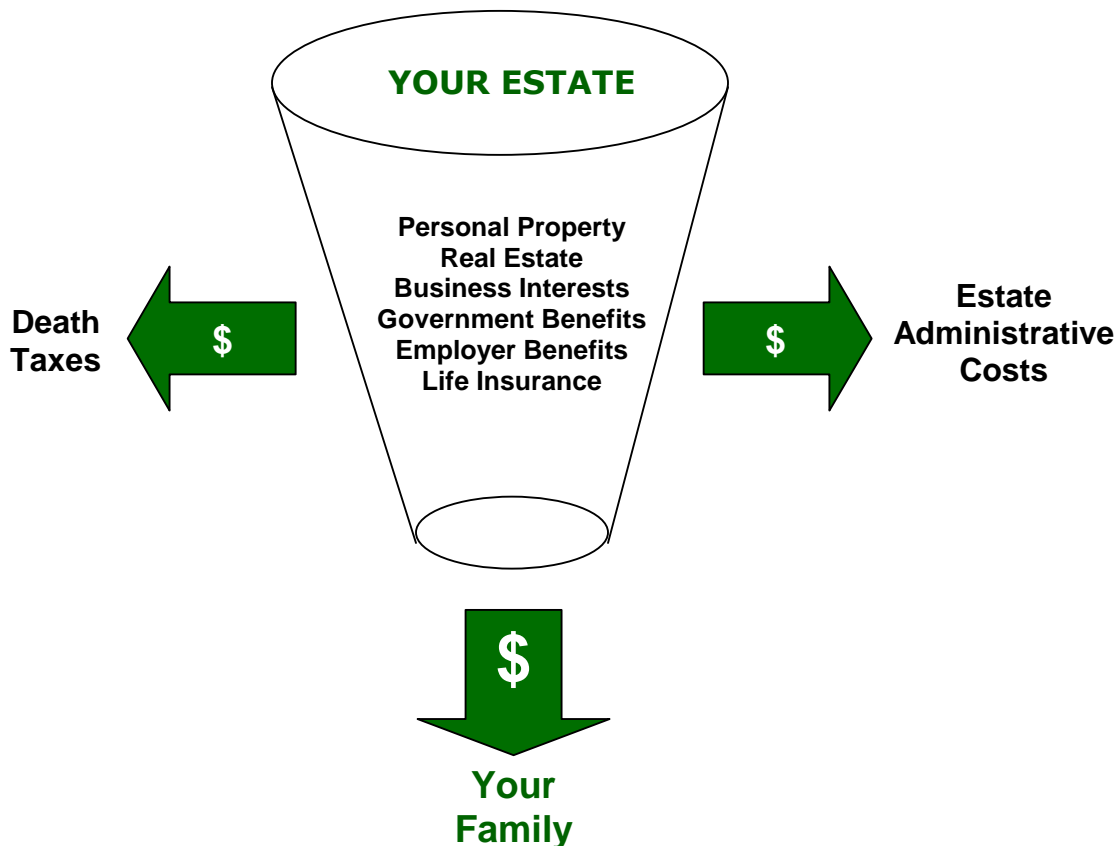 YOUR ESTATE
Personal Property
Real Estate
Business Interests
Government Benefits
Employer Benefits
Life Insurance
Death
Taxes
$
$
Estate
Administrative
Costs
$
Your
Family